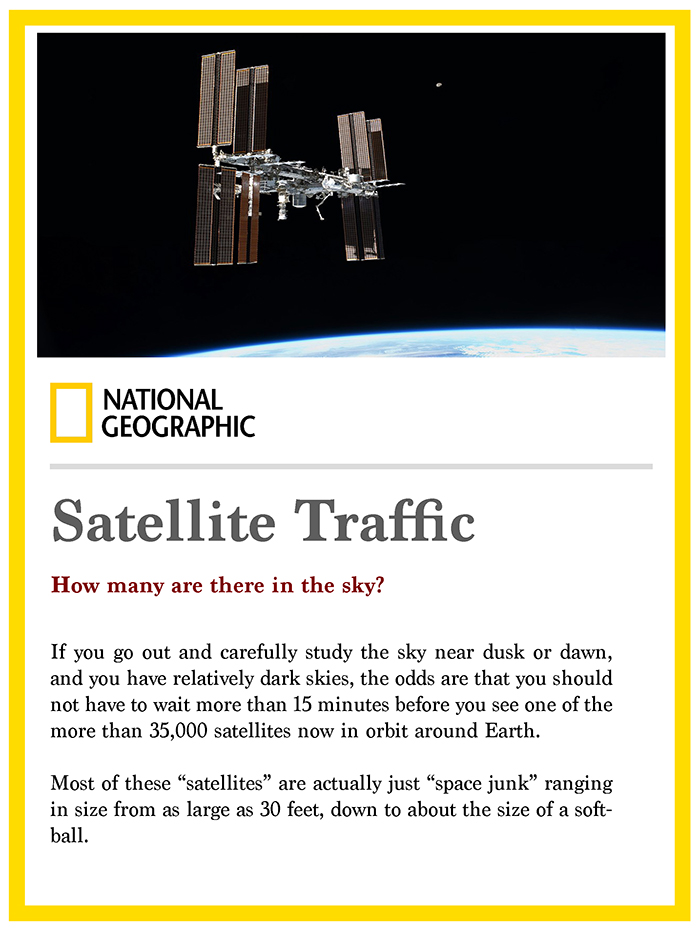 NATIONAL
GEOGRAPHIC
Satellite Traffic
How many are there in the sky?
If you go out and carefully study the sky near dusk or dawn,
and you have relatively dark skies, the odds are that you should
not have to wait more than 15 minutes before you see one of the
more than 35,000 satellites now in orbit around Earth.
Most of these “satellites” are actually just “space junk” ranging
in size from as large as 30 feet, down to about the size of a soft-
ball.